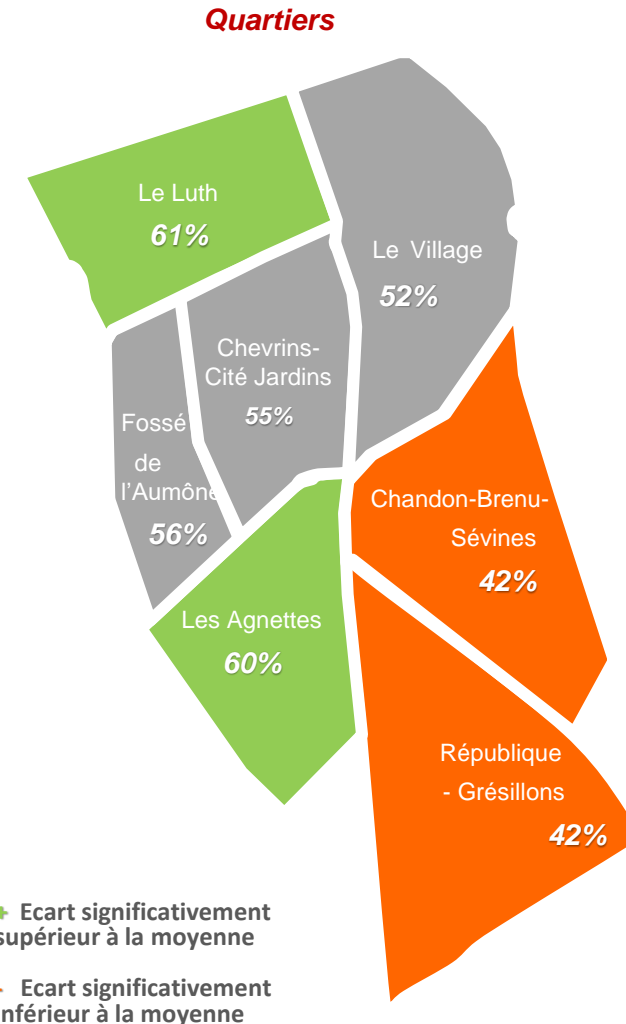 Quartiers
Le Luth
61%
Le Village
52%
Chevrins-
Cité Jardins
55%
Fossé
de
l'Aumône
56%
Chandon-Brenu-
Sévines
42%
Les Agnettes
60%
République
- Grésillons
42%
Ecart significativement
supérieur à la moyenne
Ecart significativement
inférieur à la moyenne